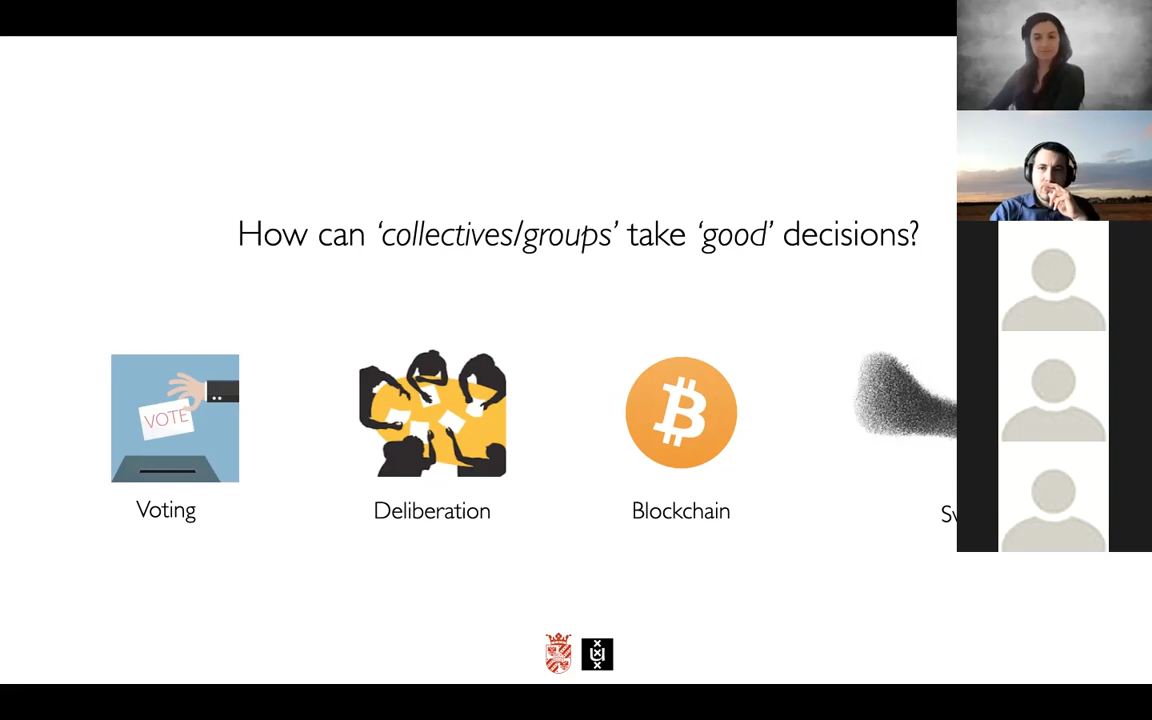 How can ‘collectives/groups’ take ‘good’ decisions?
VOTE
Voting
Deliberation
Blockchain